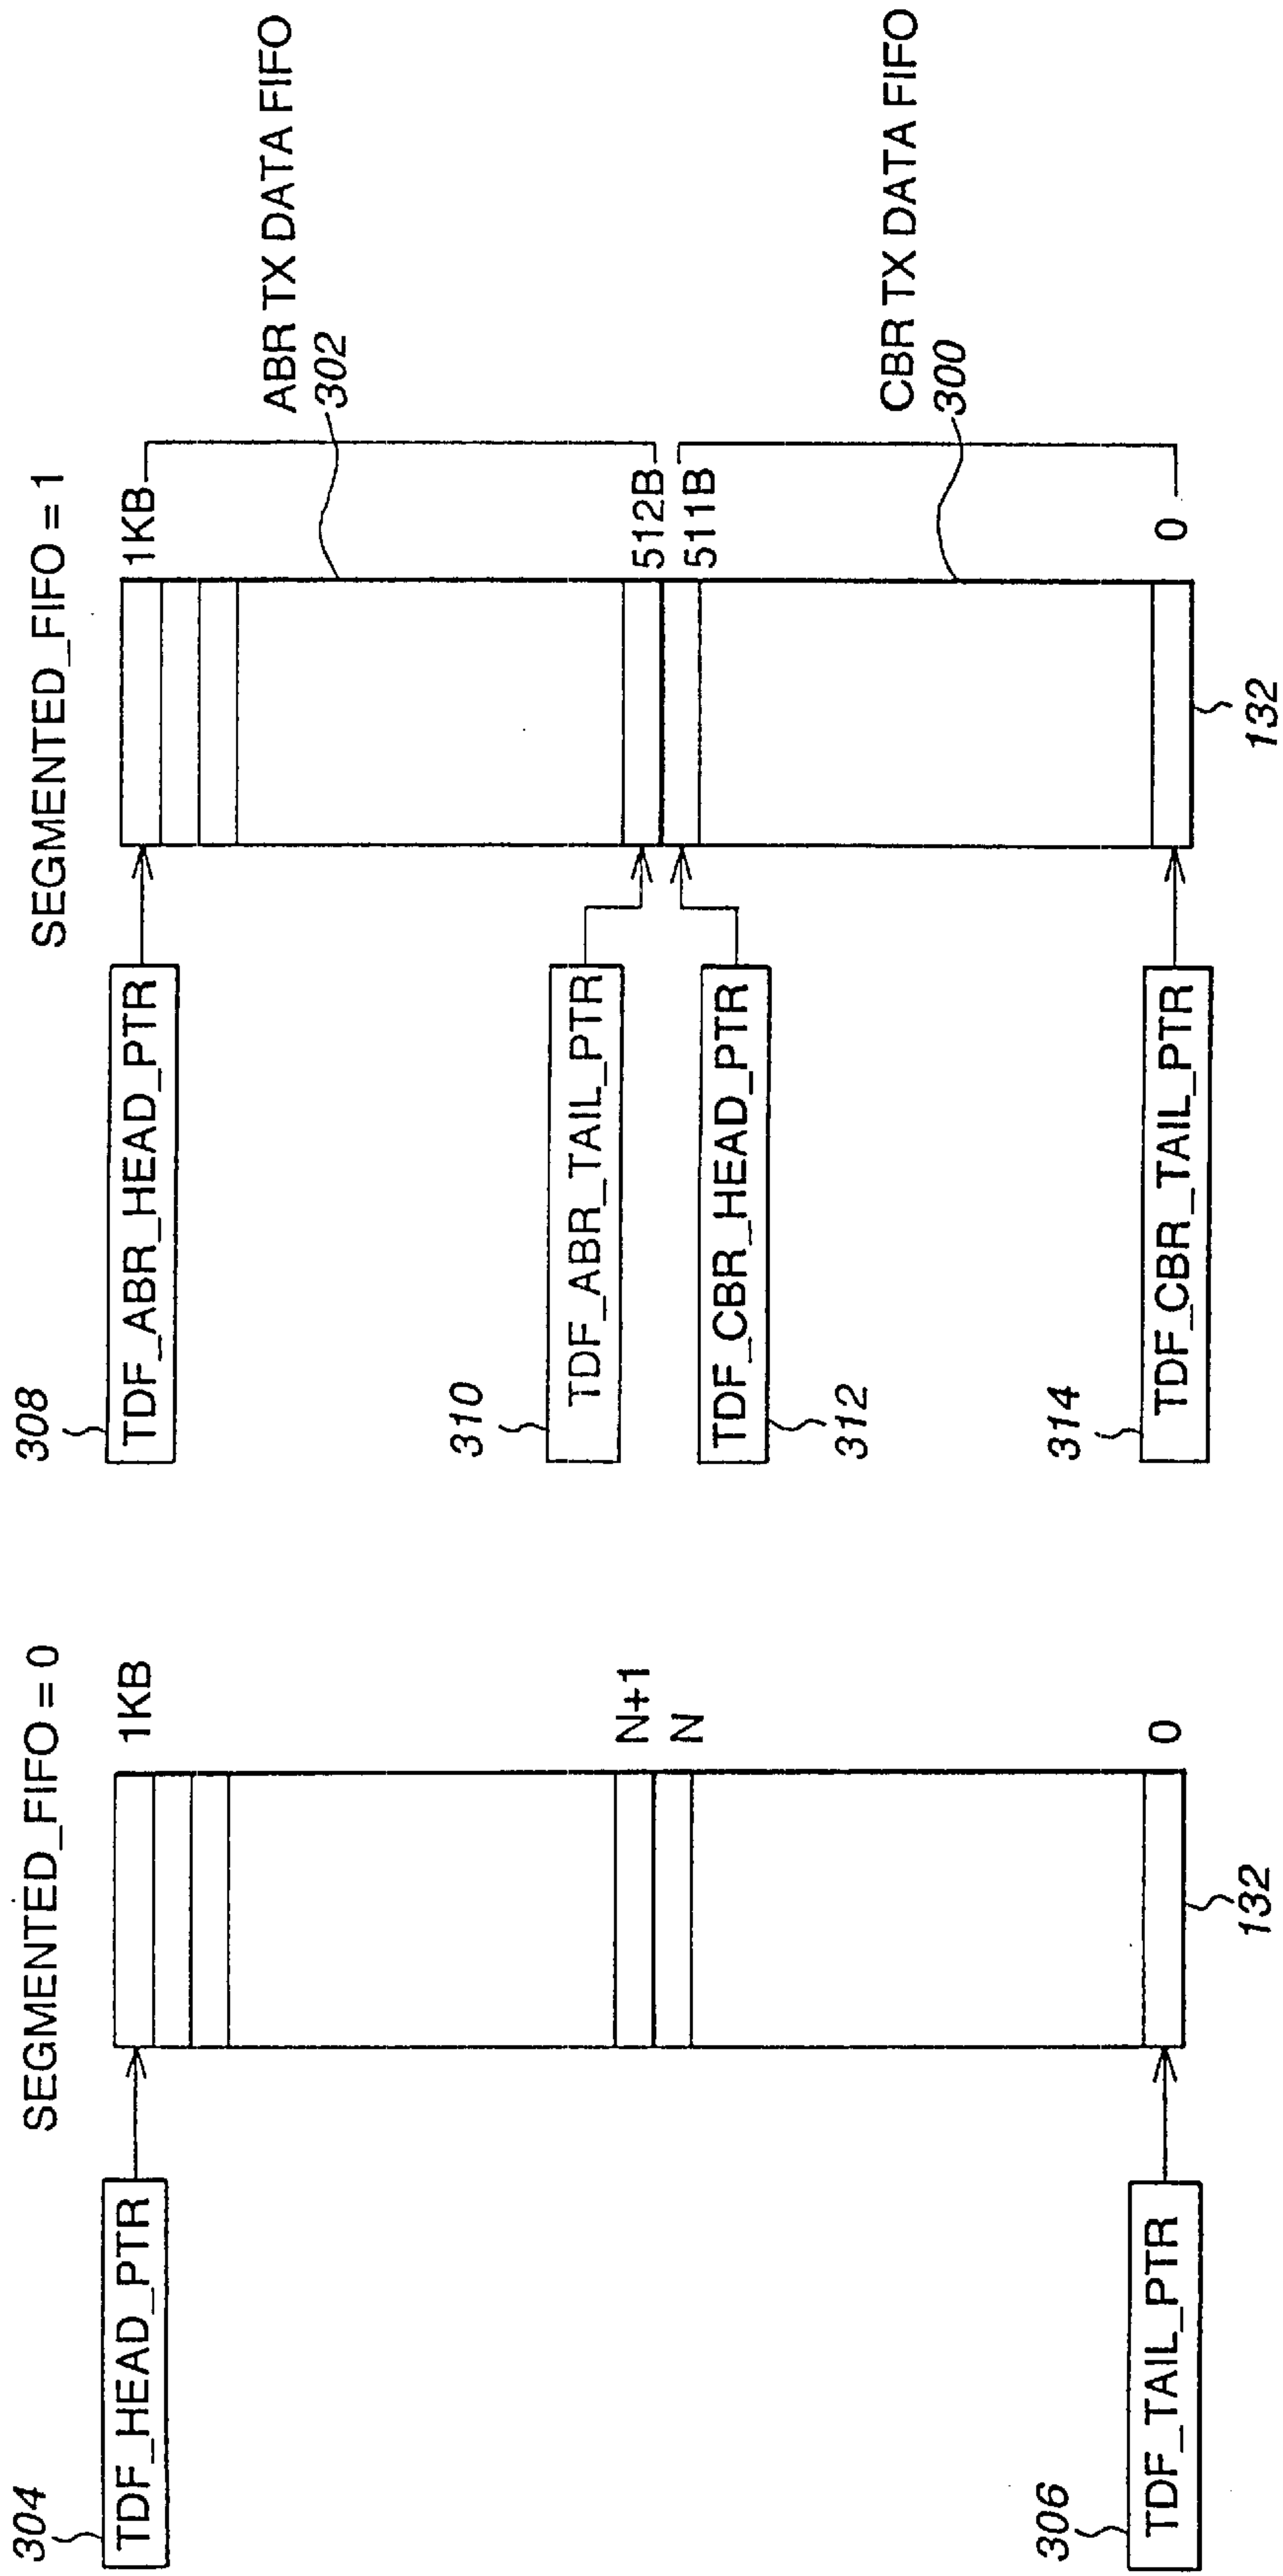 SEGMENTED_FIFO = 0
304
TDF_HEAD_PTR
1KB
N+1
N
306
TDF_TAIL_PTR
0
132
SEGMENTED_FIFO = 1
308
TDF_ABR_HEAD_PTR
1KB
ABR TX DATA FIFO
302
310
TDF_ABR_TAIL_PTR
512B
511B
TDF_CBR_HEAD_PTR
312
CBR TX DATA FIFO
300
314
TDF_CBR_TAIL_PTR
0
132